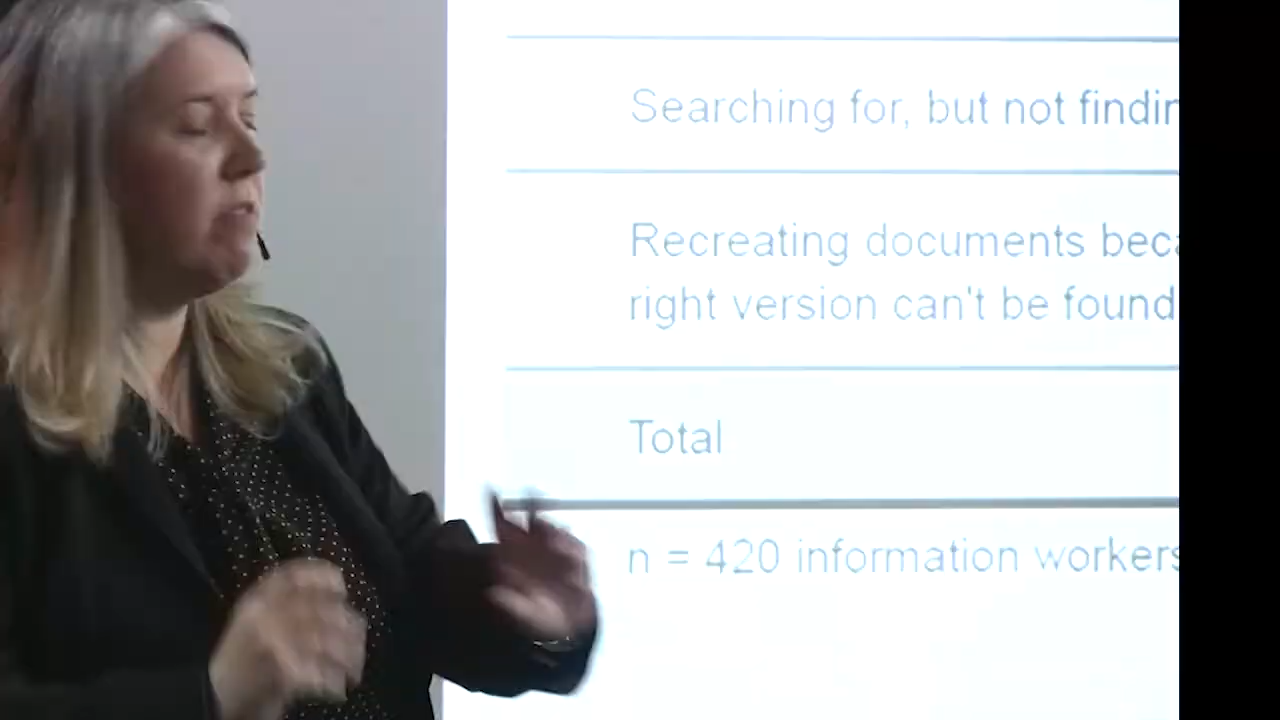 Searching for, but not findin
Recreating documents beca
right version can't be found
Total
n = 420 information workers